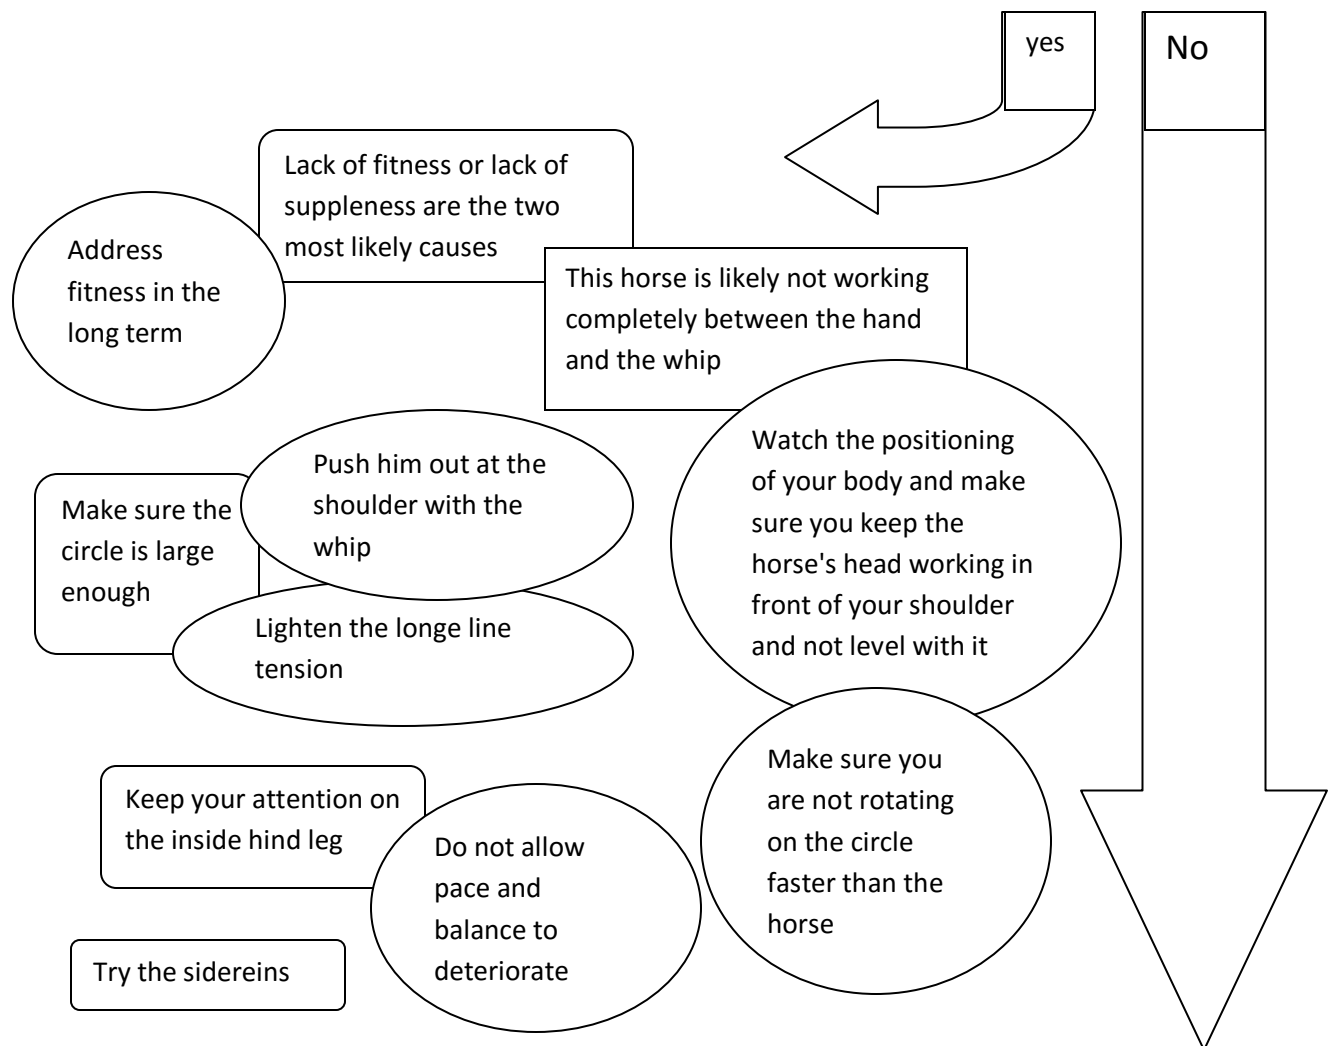 yes
No
Lack of fitness or lack of
suppleness are the two
most likely causes
Address
fitness in the
long term
This horse is likely not working
completely between the hand
and the whip
Watch the positioning
of your body and make
sure you keep the
horse's head working in
front of your shoulder
and not level with it
Push him out at the
shoulder with the
whip
Make sure the
circle is large
enough
Lighten the longe line
tension
Make sure you
are not rotating
on the circle
faster than the
horse
Keep your attention on
the inside hind leg
Do not allow
pace and
balance to
deteriorate
Try the sidereins